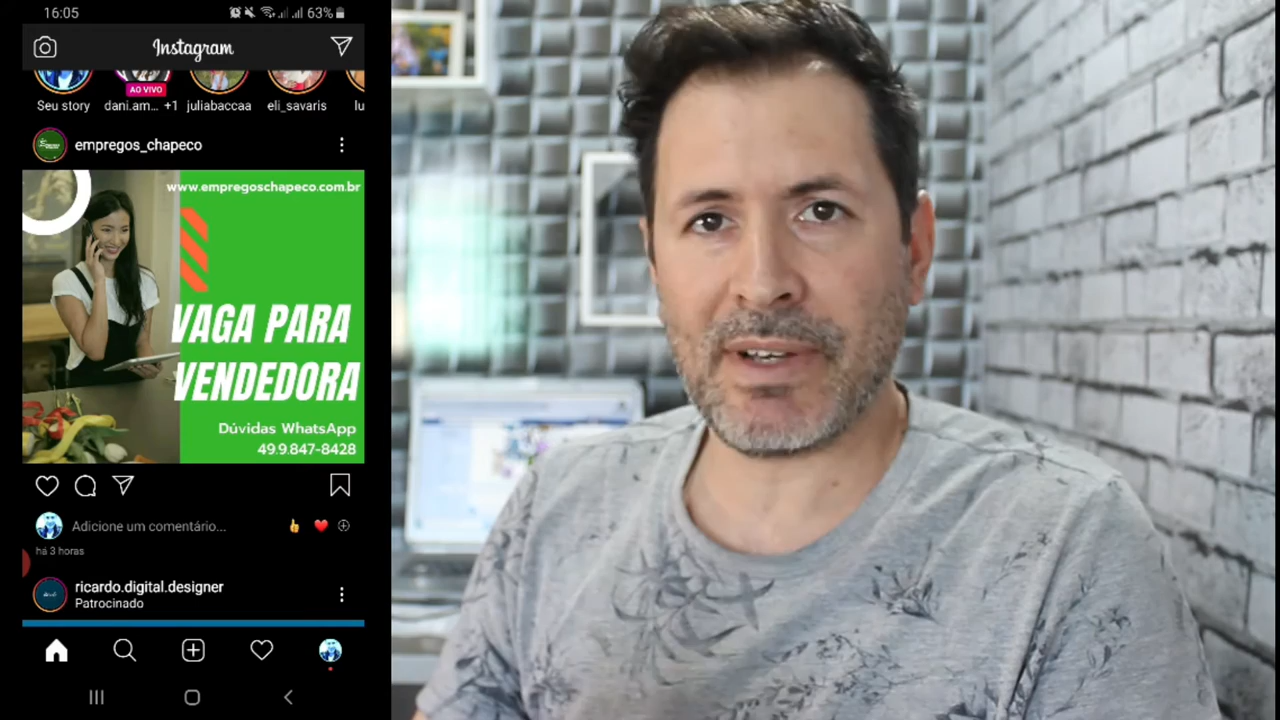 16:05
63%
Instagram
AO VIVO
Seu story
dani.am... +1
juliabaccaa
eli_savaris
lu
empregos_chapeco
www.empregoschapeco.com.br
VAGA PARA
VENDEDORA
Dúvidas WhatsApp
49.9.847-8428
Adicione um comentário...
há 3 horas
ricardo.digital.designer
Patrocinado